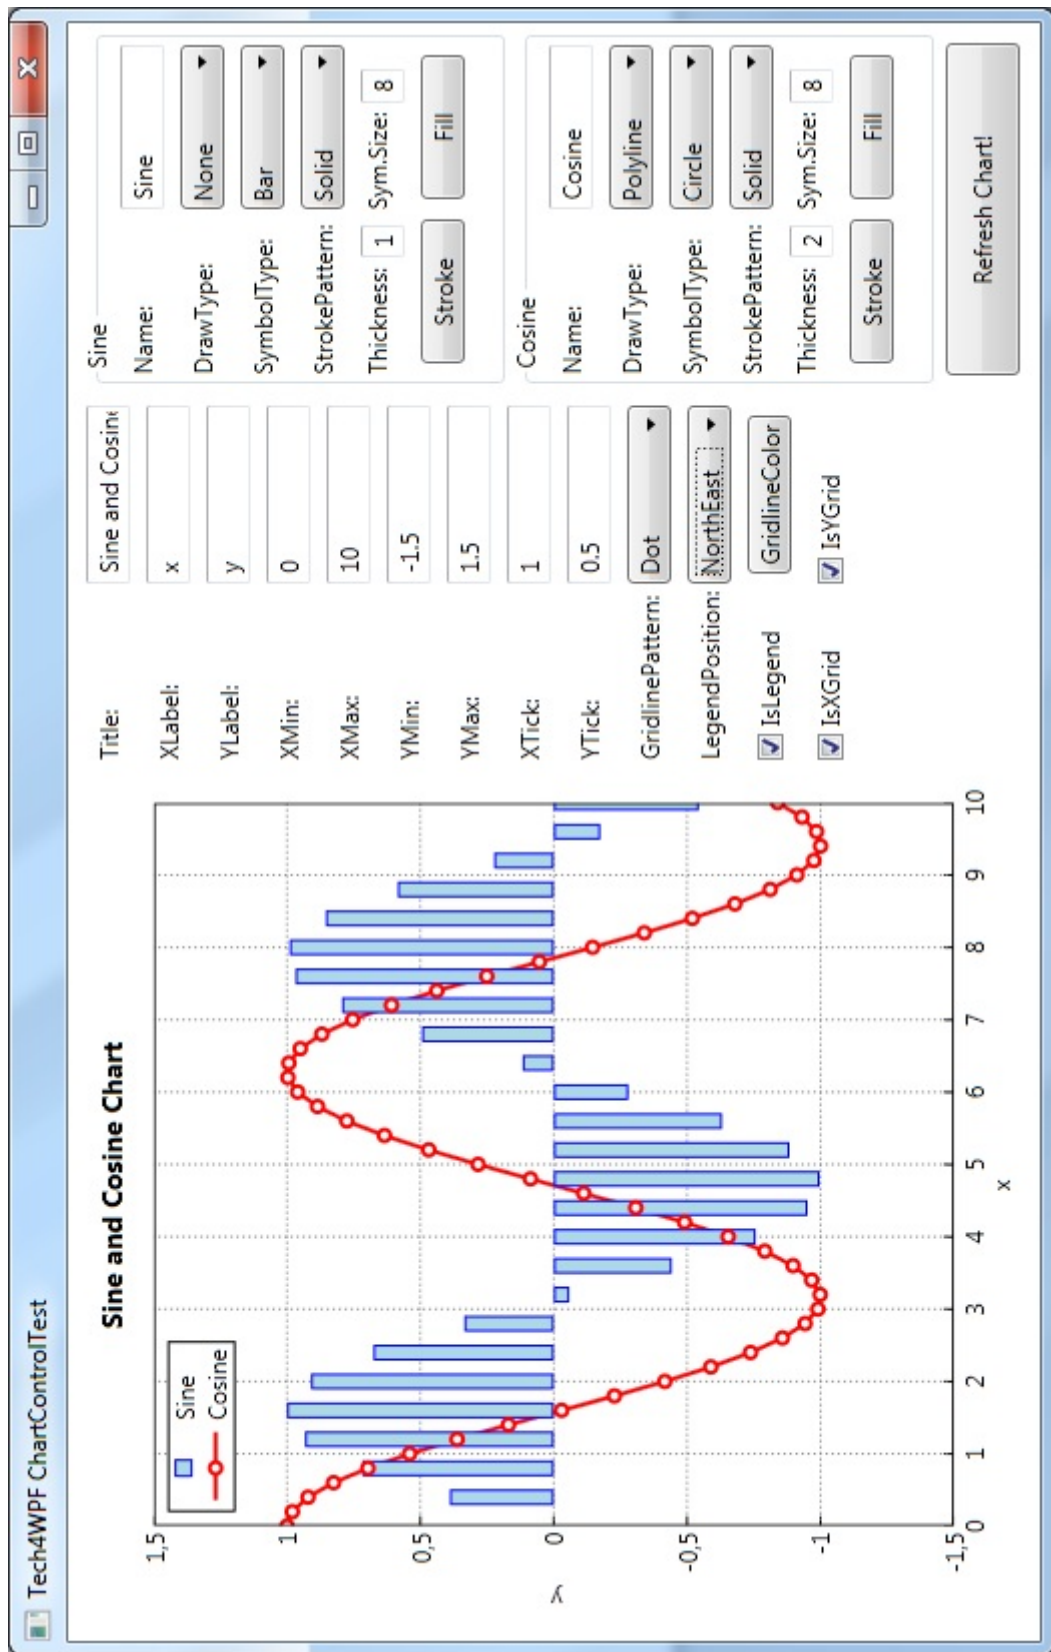 Tech4WPF ChartControlTest
Sine and Cosine Chart
Sine
Cosine
y
1,5
1
0,5
0
-0,5
-1
-1,5
0 1 2 3 4 5 6 7 8 9 10
x
Title: Sine and Cosine
XLabel: x
YLabel: y
XMin: 0
XMax: 10
YMin: -1.5
YMax: 1.5
XTick: 1
YTick: 0.5
GridlinePattern: Dot
LegendPosition: NorthEast
IsLegend GridlineColor
IsXGrid IsYGrid
Sine
Name: Sine
DrawType: None
SymbolType: Bar
StrokePattern: Solid
Thickness: 1 Sym.Size: 8
Stroke Fill
Cosine
Name: Cosine
DrawType: Polyline
SymbolType: Circle
StrokePattern: Solid
Thickness: 2 Sym.Size: 8
Stroke Fill
Refresh Chart!